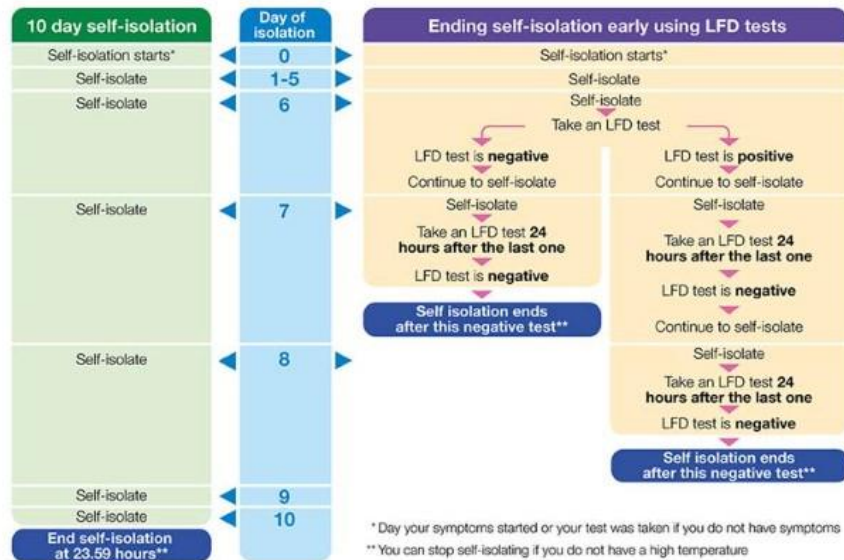 10 day self-isolation
Day of
isolation
Ending self-isolation early using LFD tests
Self-isolation starts*
0
Self-isolation starts*
Self-isolate
1-5
Self-isolate
Self-isolate
6
Self-isolate
Take an LFD test
LFD test is negative
LFD test is positive
Continue to self-isolate
Continue to self-isolate
Self-isolate
7
Self-isolate
Self-isolate
Take an LFD test 24
hours after the last one
Take an LFD test 24
hours after the last one
LFD test is negative
LFD test is negative
Self isolation ends
after this negative test**
Continue to self-isolate
Self-isolate
8
Self-isolate
Take an LFD test 24
hours after the last one
LFD test is negative
Self isolation ends
after this negative test**
Self-isolate
9
Self-isolate
10
End self-isolation
at 23.59 hours**
* Day your symptoms started or your test was taken if you do not have symptoms
** You can stop self-isolating if you do not have a high temperature